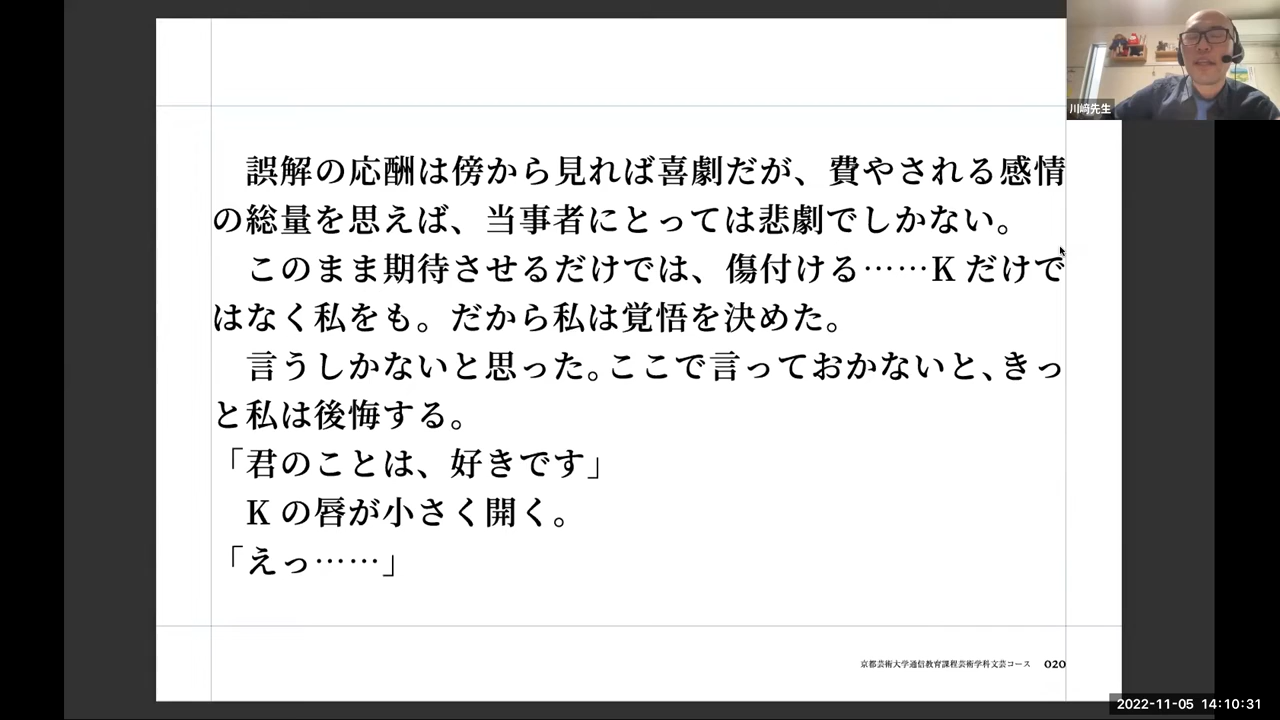 川﨑先生
　誤解の応酬は傍から見れば喜劇だが、費やされる感情
の総量を思えば、当事者にとっては悲劇でしかない。
　このまま期待させるだけでは、傷付ける……K だけで
はなく私をも。だから私は覚悟を決めた。
　言うしかないと思った。ここで言っておかないと、きっ
と私は後悔する。
「君のことは、好きです」
　K の唇が小さく開く。
「えっ……」
京都芸術大学通信教育課程芸術学科文芸コース 020
2022-11-05 14:10:31